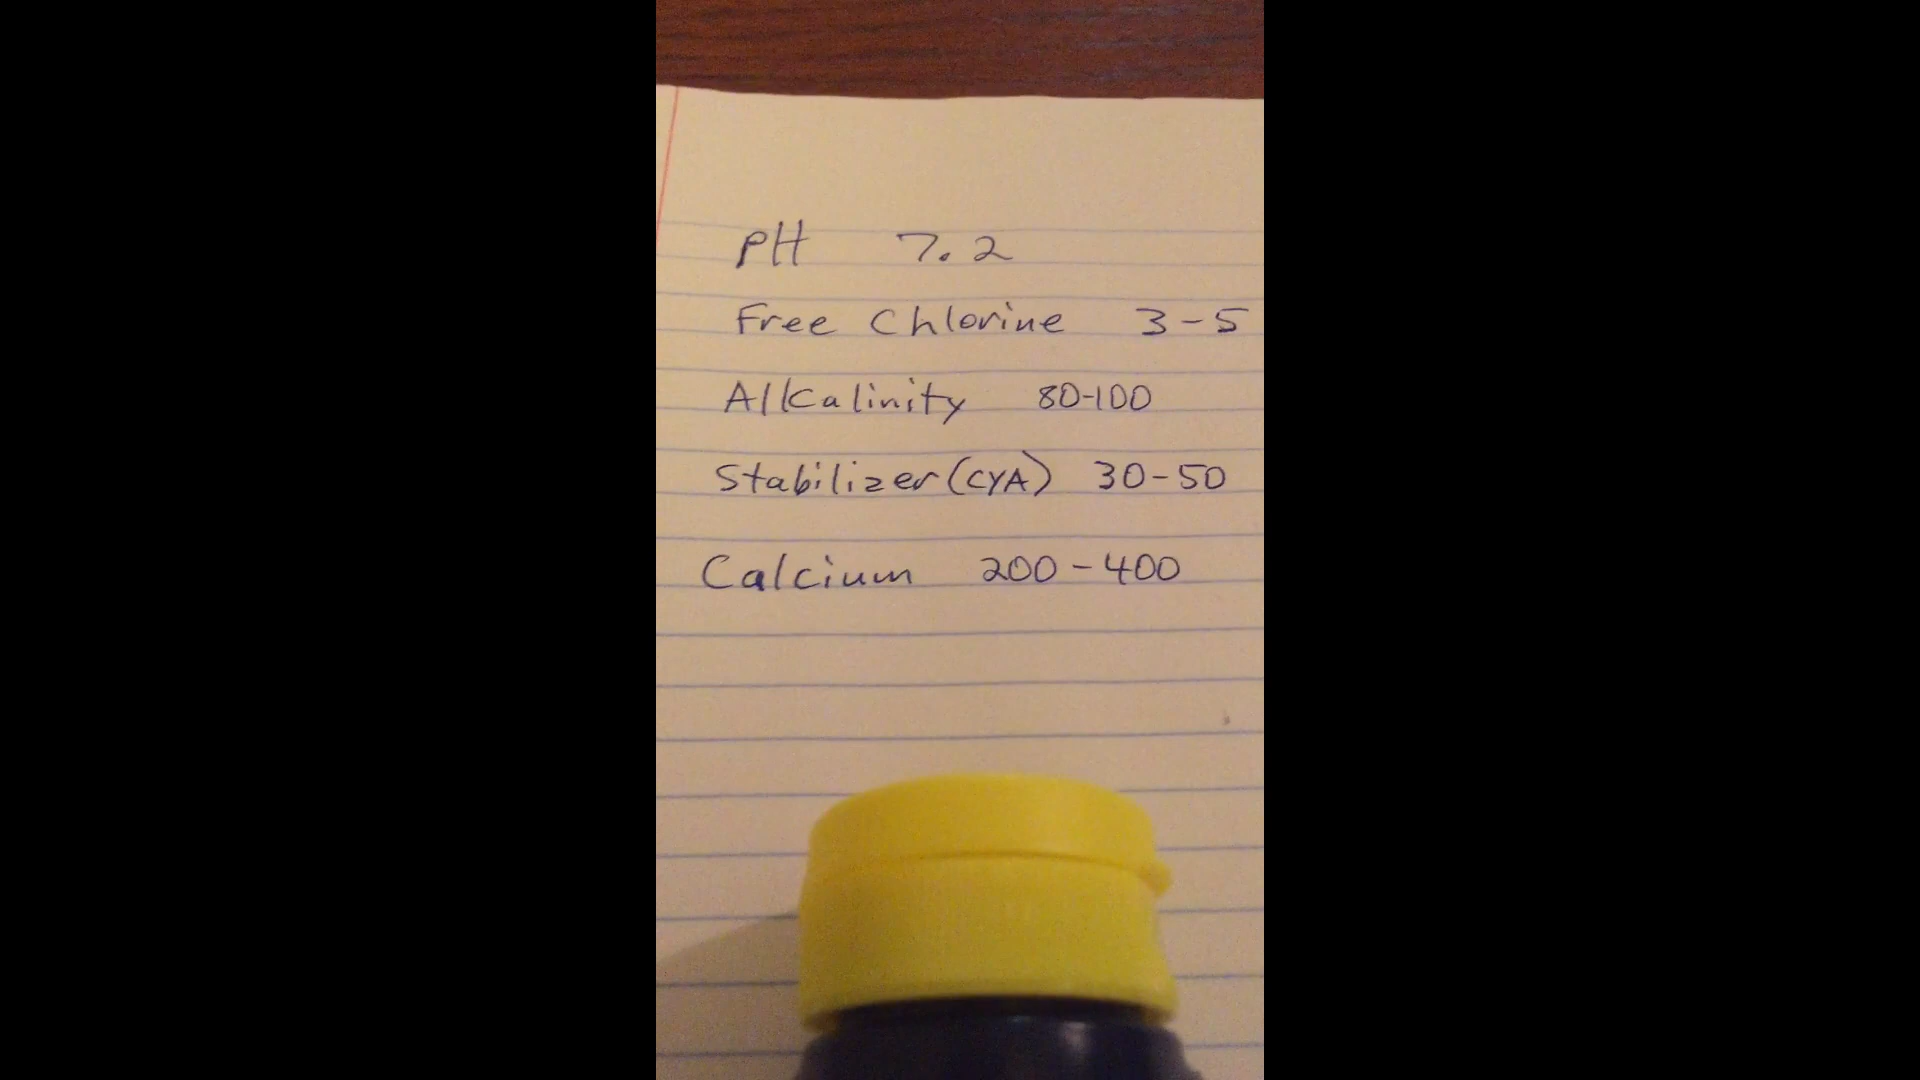 pH 7.2
Free Chlorine 3-5
Alkalinity 80-100
Stabilizer (CYA) 30-50
Calcium 200-400